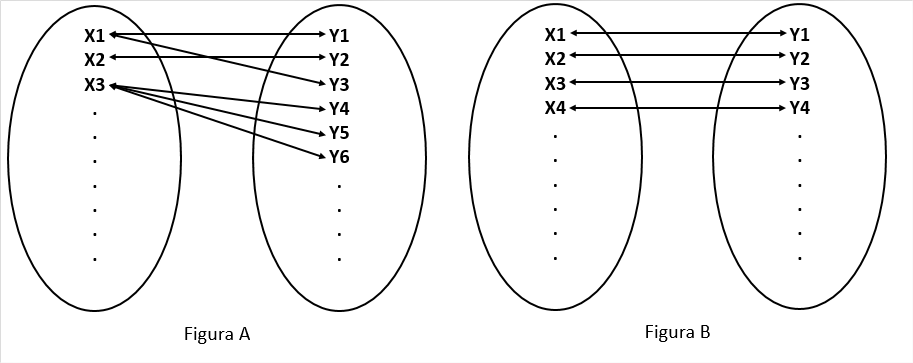 X1
X2
X3
.
.
.
.
.
.
.
Y1
Y2
Y3
Y4
Y5
Y6
.
.
.
.
Figura A
X1
X2
X3
X4
.
.
.
.
.
.
Y1
Y2
Y3
Y4
.
.
.
.
.
.
Figura B